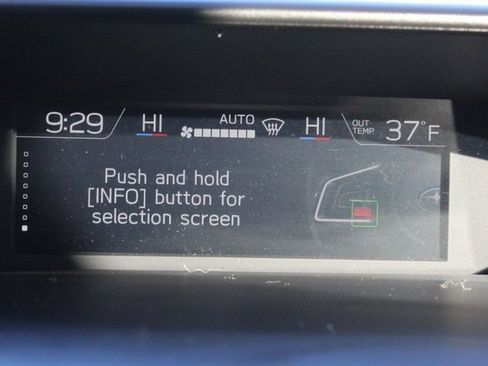 9:29 HI AUTO HI OUT TEMP. 37°F
Push and hold
[INFO] button for
selection screen